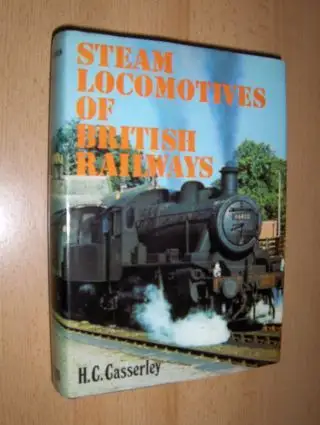 STEAM
LOCOMOTIVES
OF
BRITISH
RAILWAYS
H.C. Casserley